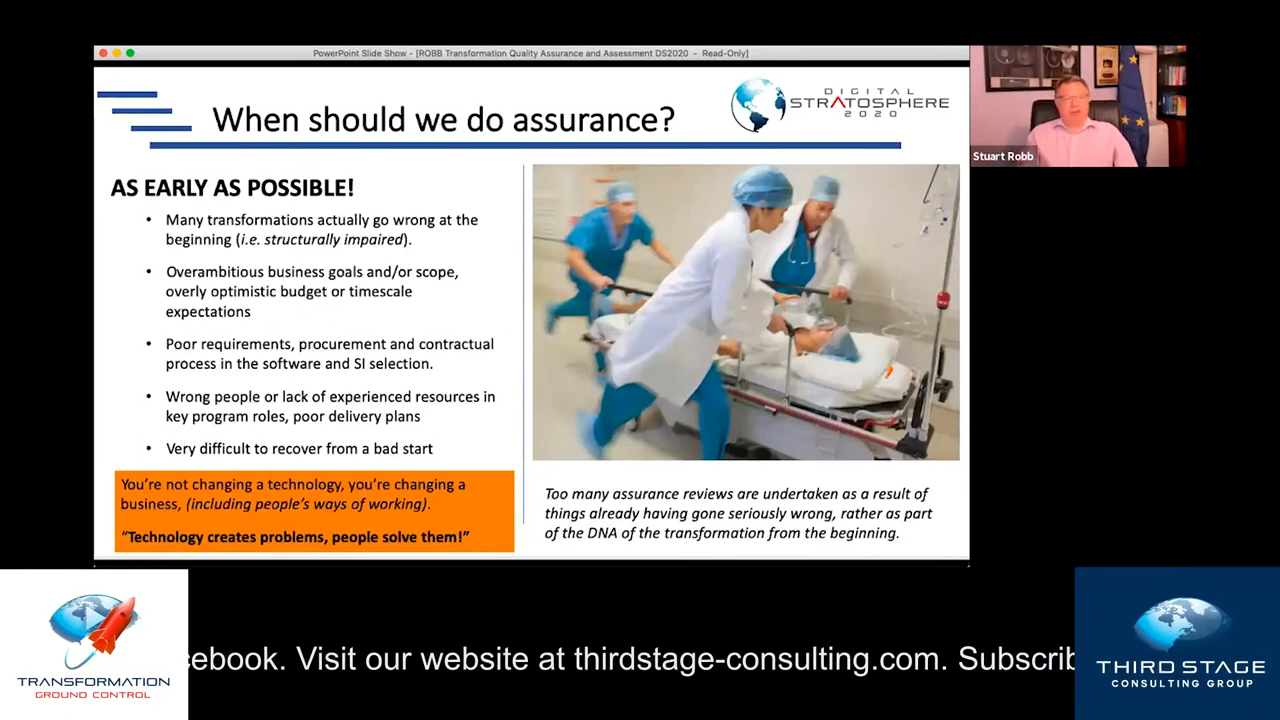 PowerPoint Slide Show - [ROBB Transformation Quality Assurance and Assessment DS2020 - Read-Only]
When should we do assurance?
DIGITAL
STRATOSPHERE
2020
Stuart Robb
AS EARLY AS POSSIBLE!
• Many transformations actually go wrong at the
beginning (i.e. structurally impaired).
• Overambitious business goals and/or scope,
overly optimistic budget or timescale
expectations
• Poor requirements, procurement and contractual
process in the software and SI selection.
• Wrong people or lack of experienced resources in
key program roles, poor delivery plans
• Very difficult to recover from a bad start
You're not changing a technology, you're changing a
business, (including people's ways of working).
"Technology creates problems, people solve them!"
Too many assurance reviews are undertaken as a result of
things already having gone seriously wrong, rather as part
of the DNA of the transformation from the beginning.
TRANSFORMATION
GROUND CONTROL
cebook. Visit our website at thirdstage-consulting.com. Subscrib
THIRD STAGE
CONSULTING GROUP